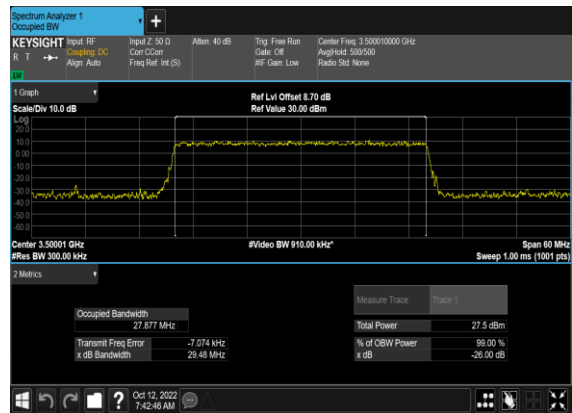 Spectrum Analyzer 1
Occupied BW
+
KEYSIGHT Input: RF Input Z: 50 Ω Atten: 40 dB Trig: Free Run Center Freq: 3.500010000 GHz
R T Coupling: DC Corr CCorr Gate: Off Avg|Hold: 500/500
Align: Auto Freq Ref: Int (S) #IF Gain: Low Radio Std: None
LW
1 Graph Ref Lvl Offset 8.70 dB
Scale/Div 10.0 dB Ref Value 30.00 dBm
Log
20.0
10.0
0.00
-10.0
-20.0
-30.0
-40.0
-50.0
-60.0
Center 3.50001 GHz #Video BW 910.00 kHz* Span 60 MHz
#Res BW 300.00 kHz Sweep 1.00 ms (1001 pts)
2 Metrics
Measure Trace Trace 1
Occupied Bandwidth
27.877 MHz Total Power 27.5 dBm
Transmit Freq Error -7.074 kHz % of OBW Power 99.00 %
x dB Bandwidth 29.48 MHz x dB -26.00 dB
? Oct 12, 2022
7:42:46 AM